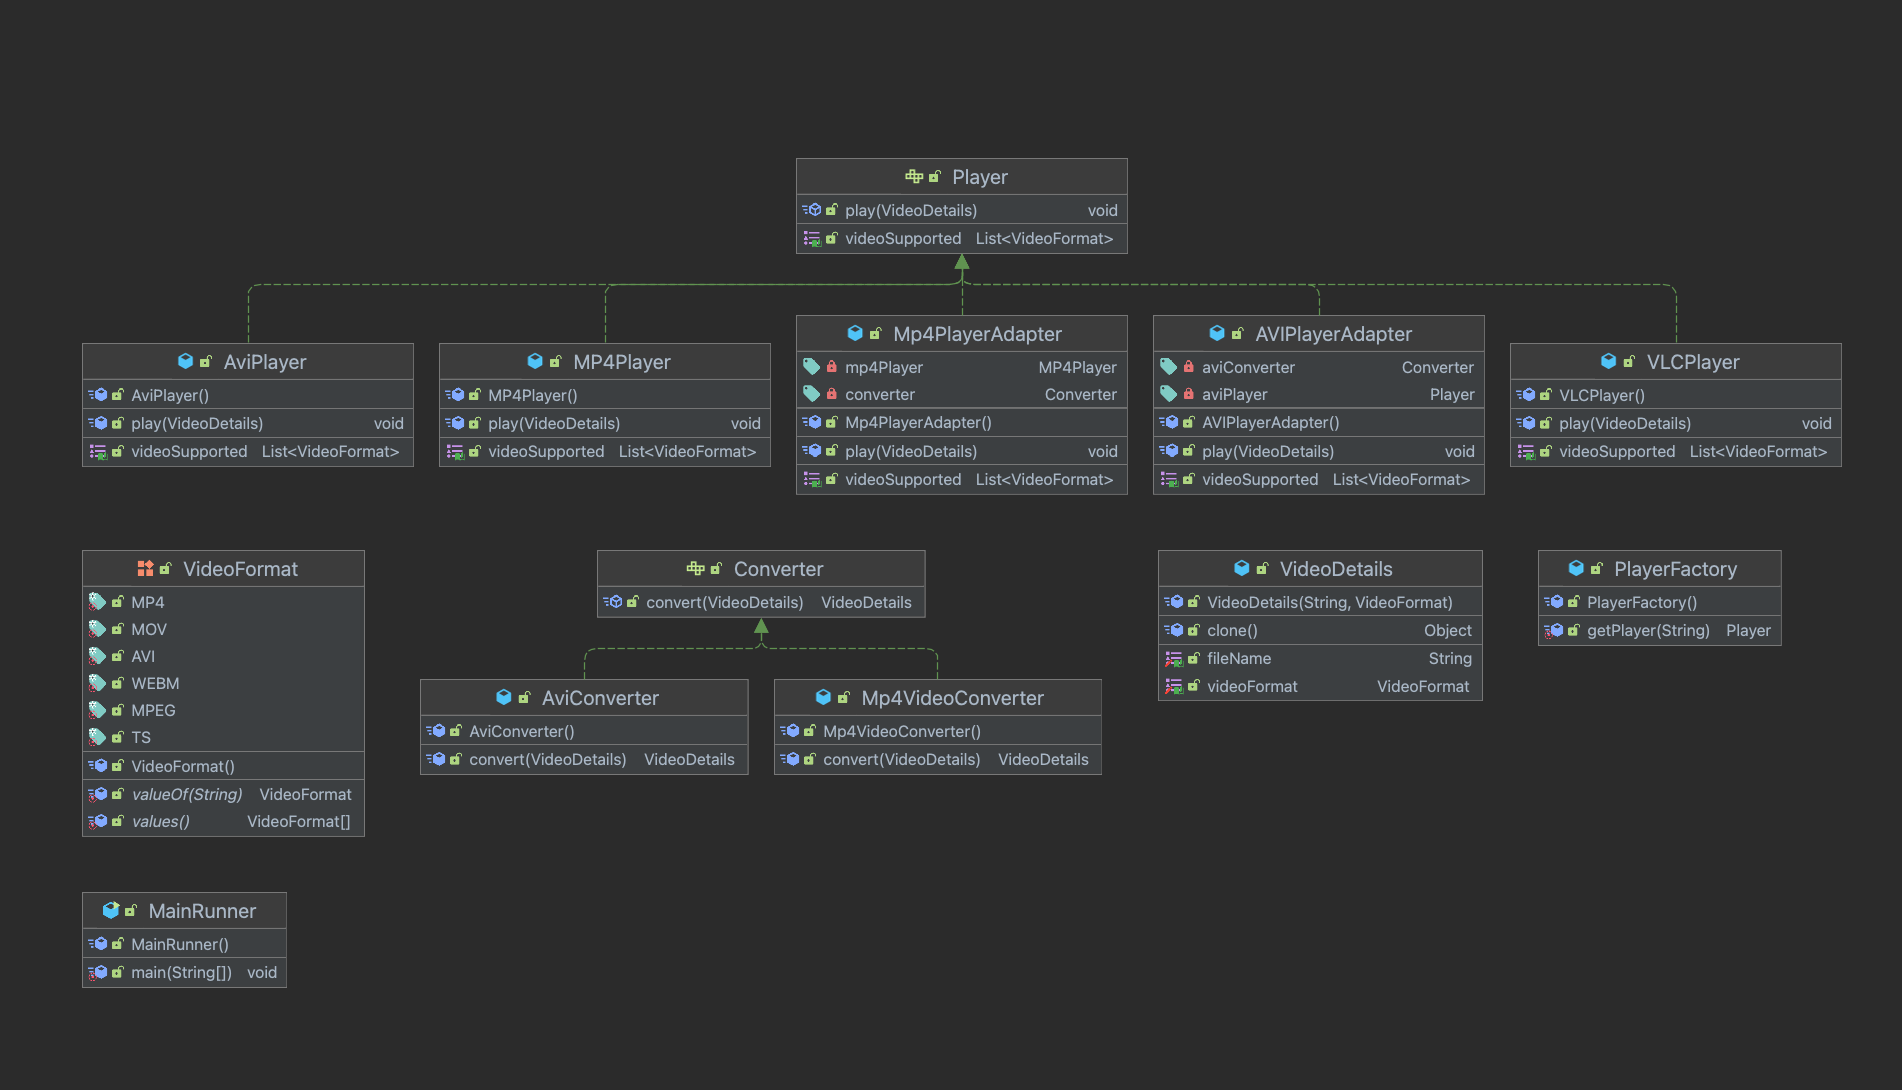 Player
play(VideoDetails) void
videoSupported List<VideoFormat>
AviPlayer
AviPlayer()
play(VideoDetails) void
videoSupported List<VideoFormat>
MP4Player
MP4Player()
play(VideoDetails) void
videoSupported List<VideoFormat>
Mp4PlayerAdapter
mp4Player MP4Player
converter Converter
Mp4PlayerAdapter()
play(VideoDetails) void
videoSupported List<VideoFormat>
AVIPlayerAdapter
aviConverter Converter
aviPlayer Player
AVIPlayerAdapter()
play(VideoDetails) void
videoSupported List<VideoFormat>
VLCPlayer
VLCPlayer()
play(VideoDetails) void
videoSupported List<VideoFormat>
VideoFormat
MP4
MOV
AVI
WEBM
MPEG
TS
VideoFormat()
valueOf(String) VideoFormat
values() VideoFormat[]
Converter
convert(VideoDetails) VideoDetails
AviConverter
AviConverter()
convert(VideoDetails) VideoDetails
Mp4VideoConverter
Mp4VideoConverter()
convert(VideoDetails) VideoDetails
VideoDetails
VideoDetails(String, VideoFormat)
clone() Object
fileName String
videoFormat VideoFormat
PlayerFactory
PlayerFactory()
getPlayer(String) Player
MainRunner
MainRunner()
main(String[]) void